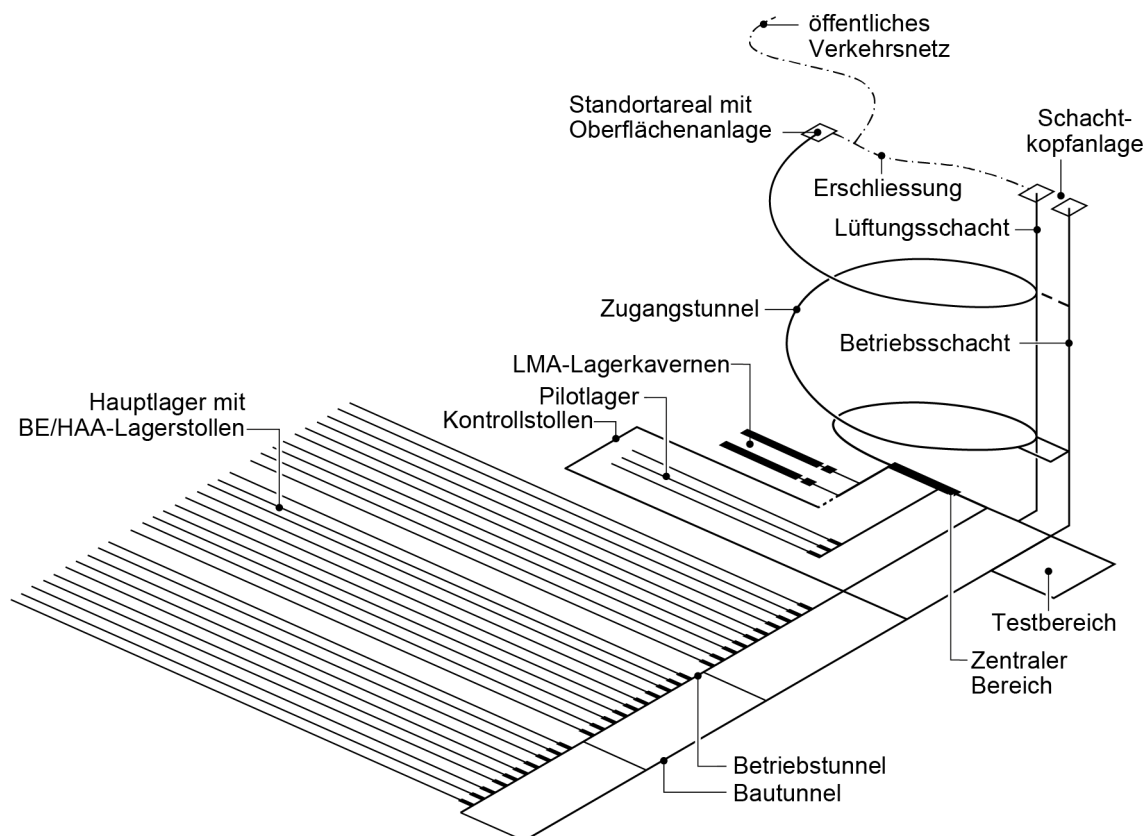 öffentliches
Verkehrsnetz
Standortareal mit
Oberflächenanlage
Schacht-
kopfanlage
Erschliessung
Lüftungsschacht
Zugangstunnel
Betriebsschacht
LMA-Lagerkavernen
Pilotlager
Kontrollstollen
Hauptlager mit
BE/HAA-Lagerstollen
Testbereich
Zentraler
Bereich
Betriebstunnel
Bautunnel